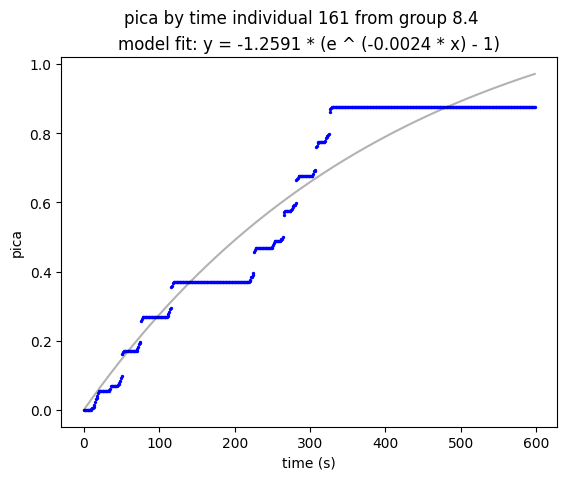 pica by time individual 161 from group 8.4
model fit: y = -1.2591 * (e ^ (-0.0024 * x) - 1)
1.0
0.8
0.6
0.4
0.2
0.0
pica
0 100 200 300 400 500 600
time (s)